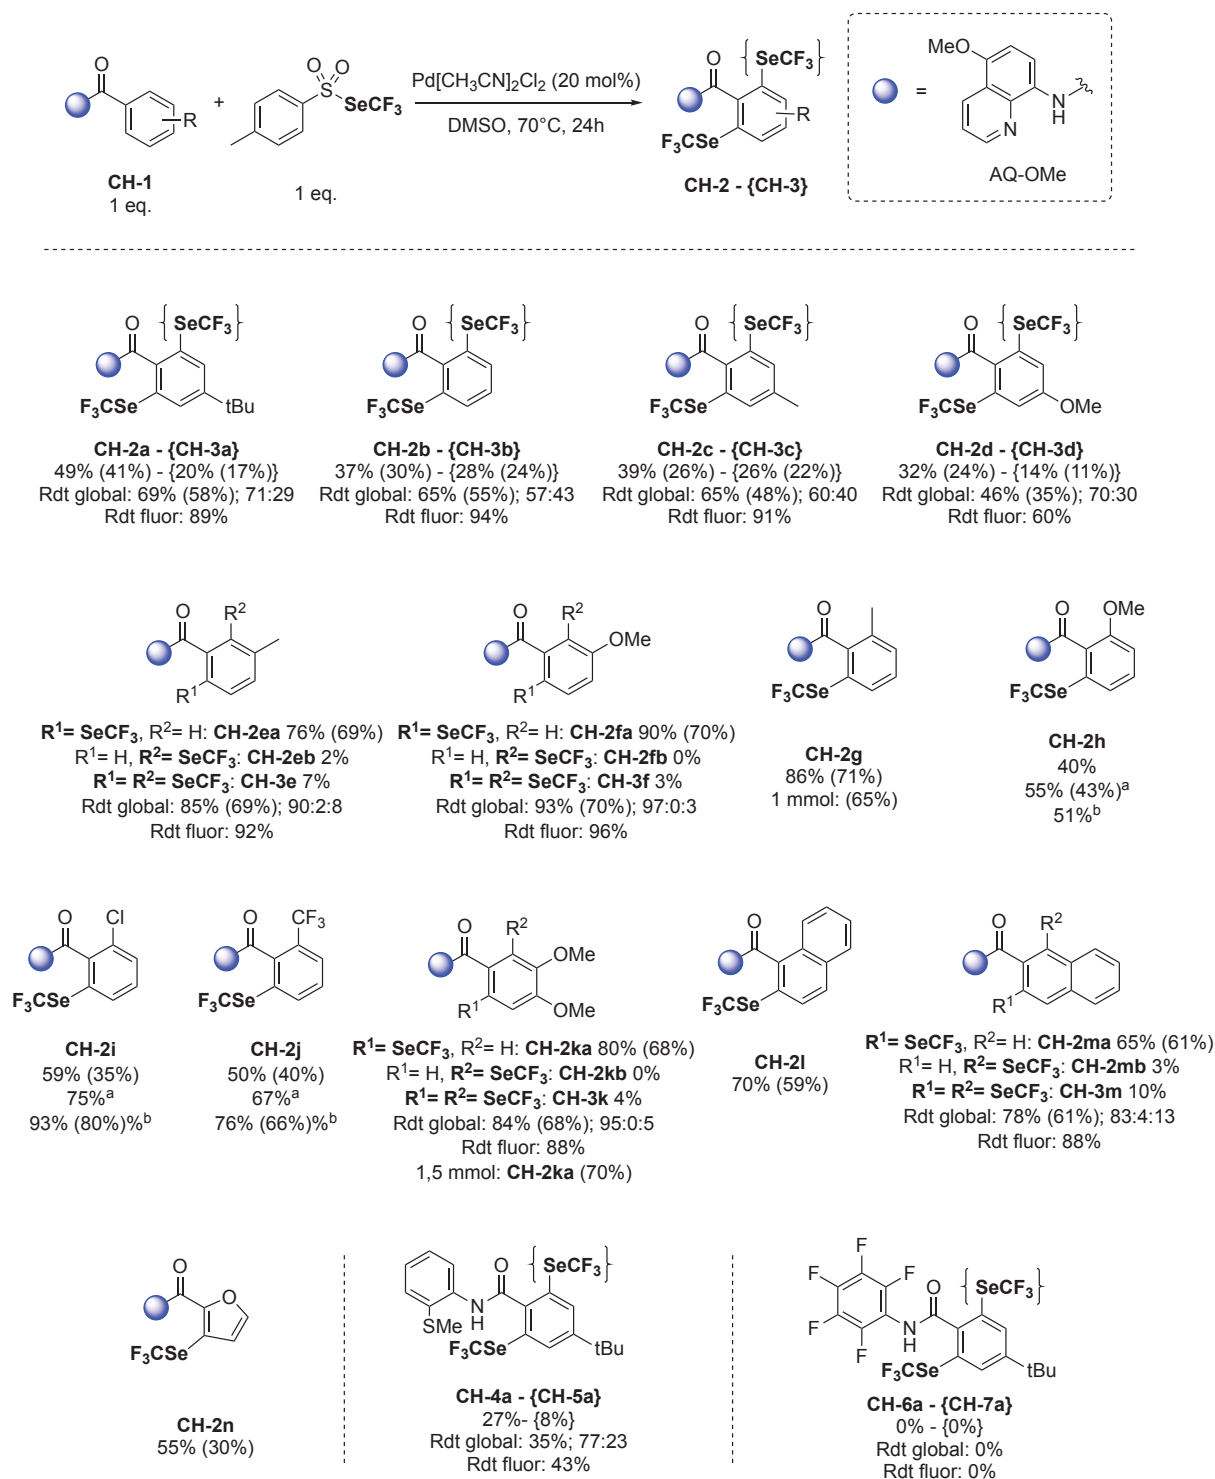 O
R
+
O O
S
SeCF3
Pd[CH3CN]2Cl2 (20 mol%)
DMSO, 70°C, 24h
O
{SeCF3}
R
F3CSe
=
MeO
N
N
H
AQ-OMe
CH-1
1 eq.
1 eq.
CH-2 - {CH-3}
O
{SeCF3}
F3CSe
tBu
CH-2a - {CH-3a}
49% (41%) - {20% (17%)}
Rdt global: 69% (58%); 71:29
Rdt fluor: 89%
O
{SeCF3}
F3CSe
CH-2b - {CH-3b}
37% (30%) - {28% (24%)}
Rdt global: 65% (55%); 57:43
Rdt fluor: 94%
O
{SeCF3}
F3CSe
CH-2c - {CH-3c}
39% (26%) - {26% (22%)}
Rdt global: 65% (48%); 60:40
Rdt fluor: 91%
O
{SeCF3}
F3CSe
OMe
CH-2d - {CH-3d}
32% (24%) - {14% (11%)}
Rdt global: 46% (35%); 70:30
Rdt fluor: 60%
O
R2
R1
R1= SeCF3, R2= H: CH-2ea 76% (69%)
R1= H, R2= SeCF3: CH-2eb 2%
R1= R2= SeCF3: CH-3e 7%
Rdt global: 85% (69%); 90:2:8
Rdt fluor: 92%
O
R2
OMe
R1
R1= SeCF3, R2= H: CH-2fa 90% (70%)
R1= H, R2= SeCF3: CH-2fb 0%
R1= R2= SeCF3: CH-3f 3%
Rdt global: 93% (70%); 97:0:3
Rdt fluor: 96%
O
F3CSe
CH-2g
86% (71%)
1 mmol: (65%)
O
OMe
F3CSe
CH-2h
40%
55% (43%)a
51%b
O
Cl
F3CSe
CH-2i
59% (35%)
75%a
93% (80%)%b
O
CF3
F3CSe
CH-2j
50% (40%)
67%a
76% (66%)%b
O
R2
OMe
OMe
R1
R1= SeCF3, R2= H: CH-2ka 80% (68%)
R1= H, R2= SeCF3: CH-2kb 0%
R1= R2= SeCF3: CH-3k 4%
Rdt global: 84% (68%); 95:0:5
Rdt fluor: 88%
1,5 mmol: CH-2ka (70%)
O
F3CSe
CH-2l
70% (59%)
O
R2
R1
R1= SeCF3, R2= H: CH-2ma 65% (61%)
R1= H, R2= SeCF3: CH-2mb 3%
R1= R2= SeCF3: CH-3m 10%
Rdt global: 78% (61%); 83:4:13
Rdt fluor: 88%
O
O
F3CSe
CH-2n
55% (30%)
O
{SeCF3}
N
H
SMe
F3CSe
tBu
CH-4a - {CH-5a}
27%- {8%}
Rdt global: 35%; 77:23
Rdt fluor: 43%
F
F
F
F
F
O
{SeCF3}
HN
F3CSe
tBu
CH-6a - {CH-7a}
0% - {0%}
Rdt global: 0%
Rdt fluor: 0%